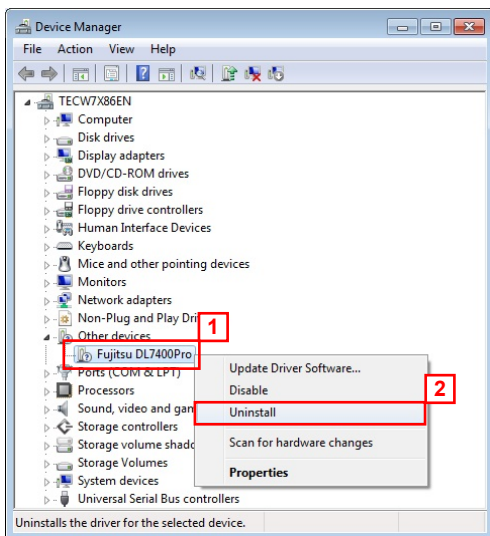 Device Manager
File Action View Help
TECW7X86EN
Computer
Disk drives
Display adapters
DVD/CD-ROM drives
Floppy disk drives
Floppy drive controllers
Human Interface Devices
Keyboards
Mice and other pointing devices
Monitors
Network adapters
Non-Plug and Play Dri
1
Other devices
Fujitsu DL7400Pro
Ports (COM & LPT)
Processors
Sound, video and gam
Storage controllers
Storage volume shado
Storage Volumes
System devices
Universal Serial Bus controllers
Update Driver Software...
Disable
2
Uninstall
Scan for hardware changes
Properties
Uninstalls the driver for the selected device.